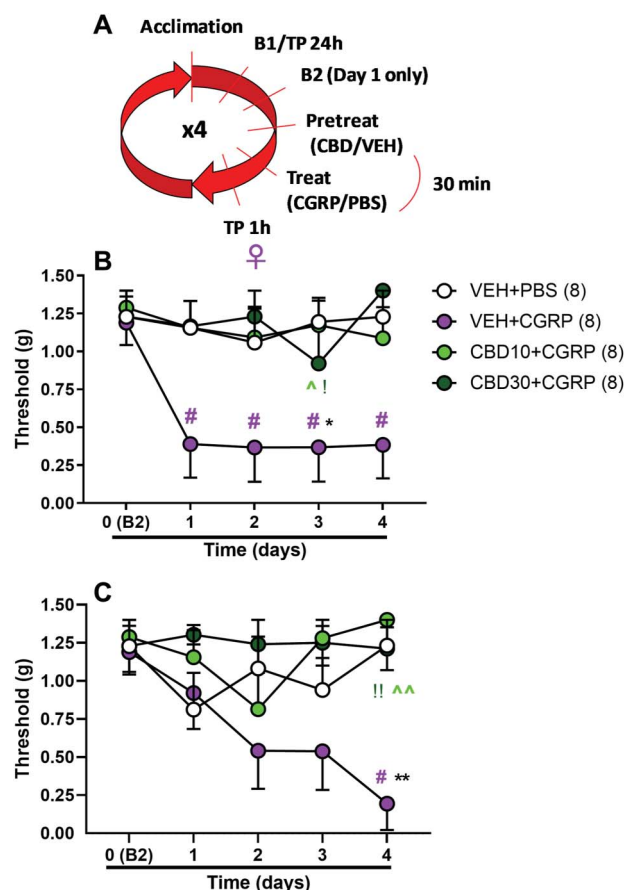 A
Acclimation
B1/TP 24h
B2 (Day 1 only)
x4
Pretreat
(CBD/VEH)
Treat
(CGRP/PBS)
30 min
TP 1h
♀
B
Threshold (g)
1.50
1.25
1.00
0.75
0.50
0.25
0.00
^ !
# # # * #
0 (B2) 1 2 3 4
Time (days)
VEH+PBS (8)
VEH+CGRP (8)
CBD10+CGRP (8)
CBD30+CGRP (8)
C
Threshold (g)
1.50
1.25
1.00
0.75
0.50
0.25
0.00
!! ^^
# **
0 (B2) 1 2 3 4
Time (days)